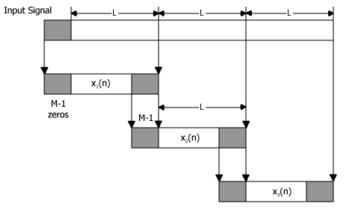 Input Signal
L L L
x₁(n)
M-1
zeros
M-1
L
x₂(n)
x₃(n)